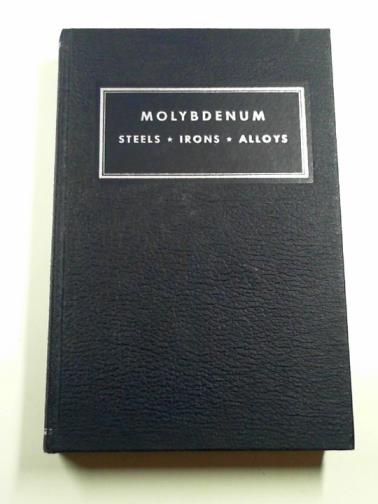 MOLYBDENUM
STEELS ★ IRONS ★ ALLOYS